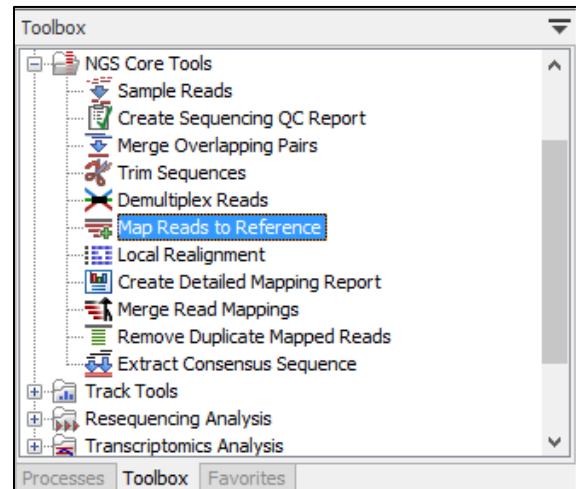 Toolbox
NGS Core Tools
Sample Reads
Create Sequencing QC Report
Merge Overlapping Pairs
Trim Sequences
Demultiplex Reads
Map Reads to Reference
Local Realignment
Create Detailed Mapping Report
Merge Read Mappings
Remove Duplicate Mapped Reads
Extract Consensus Sequence
Track Tools
Resequencing Analysis
Transcriptomics Analysis
Processes Toolbox Favorites